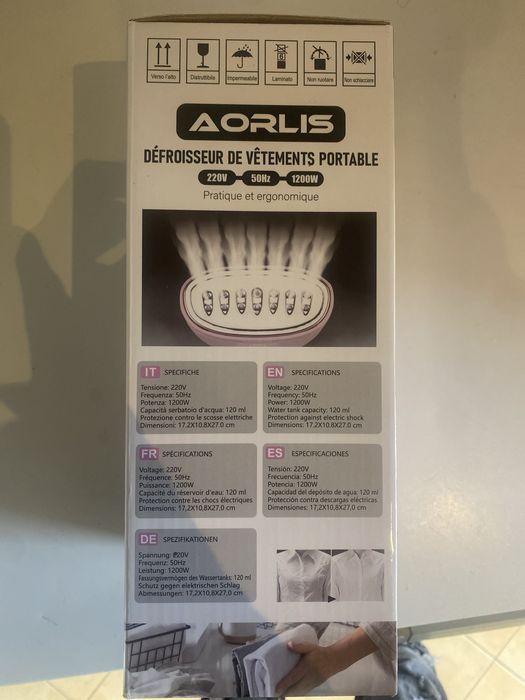 Verso l'alto
Distruttibile
Impermeabile
Laminato
Non ruotare
Non schiacciare
AORLIS
DÉFROISSEUR DE VÊTEMENTS PORTABLE
220V 50Hz 1200W
Pratique et ergonomique
IT SPECIFICHE
Tensione: 220V
Frequenza: 50Hz
Potenza: 1200W
Capacità serbatoio d'acqua: 120 ml
Protezione contro le scosse elettriche
Dimensioni: 17.2X10.8X27.0 cm
EN SPECIFICATIONS
Voltage: 220V
Frequency: 50Hz
Power: 1200W
Water tank capacity: 120 ml
Protection against electric shock
Dimensions: 17,2X10,8X27,0 cm
FR SPÉCIFICATIONS
Voltage: 220V
Fréquence: 50Hz
Puissance: 1200W
Capacité du réservoir d'eau: 120 ml
Protection contre les chocs électriques
Dimensions: 17,2X10,8X27,0 cm
ES ESPECIFICACIONES
Tensión: 220V
Frecuencia: 50Hz
Potencia: 1200W
Capacidad del depósito de agua: 120 ml
Protección contra descargas eléctricas
Dimensiones: 17,2X10,8X27,0 cm
DE SPEZIFIKATIONEN
Spannung: 220V
Frequenz: 50Hz
Leistung: 1200W
Fassungsvermögen des Wassertanks: 120 ml
Schutz gegen elektrischen Schlag
Abmessungen: 17,2X10,8X27,0 cm